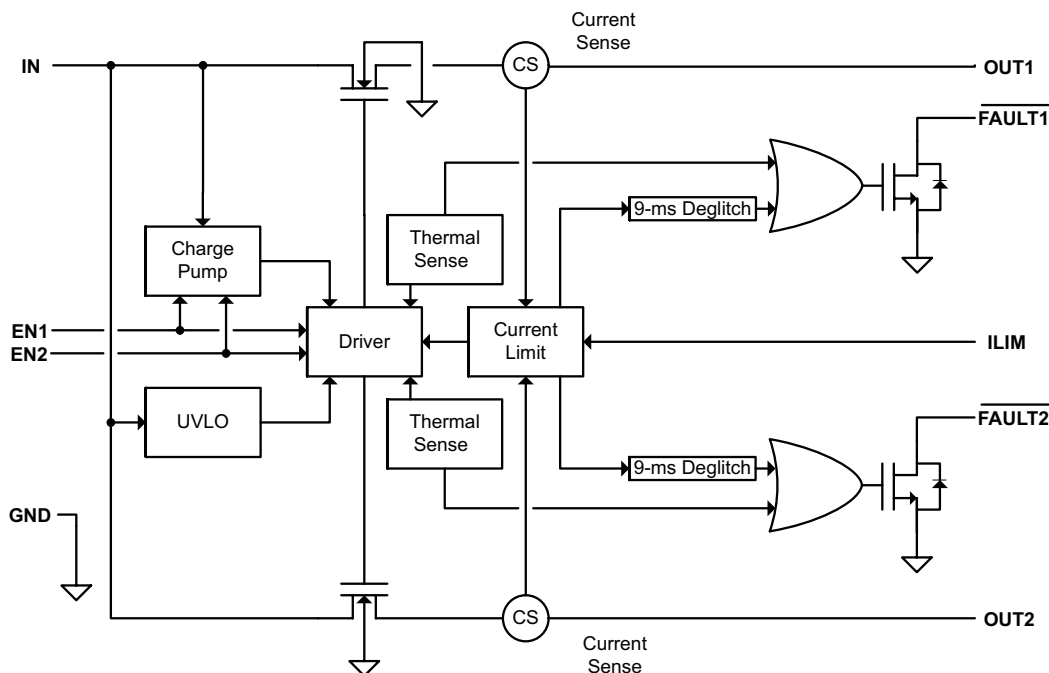 Current
Sense
IN
CS
OUT1
FAULT1
9-ms Deglitch
Thermal
Sense
Charge
Pump
EN1
EN2
Driver
Current
Limit
ILIM
UVLO
Thermal
Sense
FAULT2
9-ms Deglitch
GND
CS
OUT2
Current
Sense